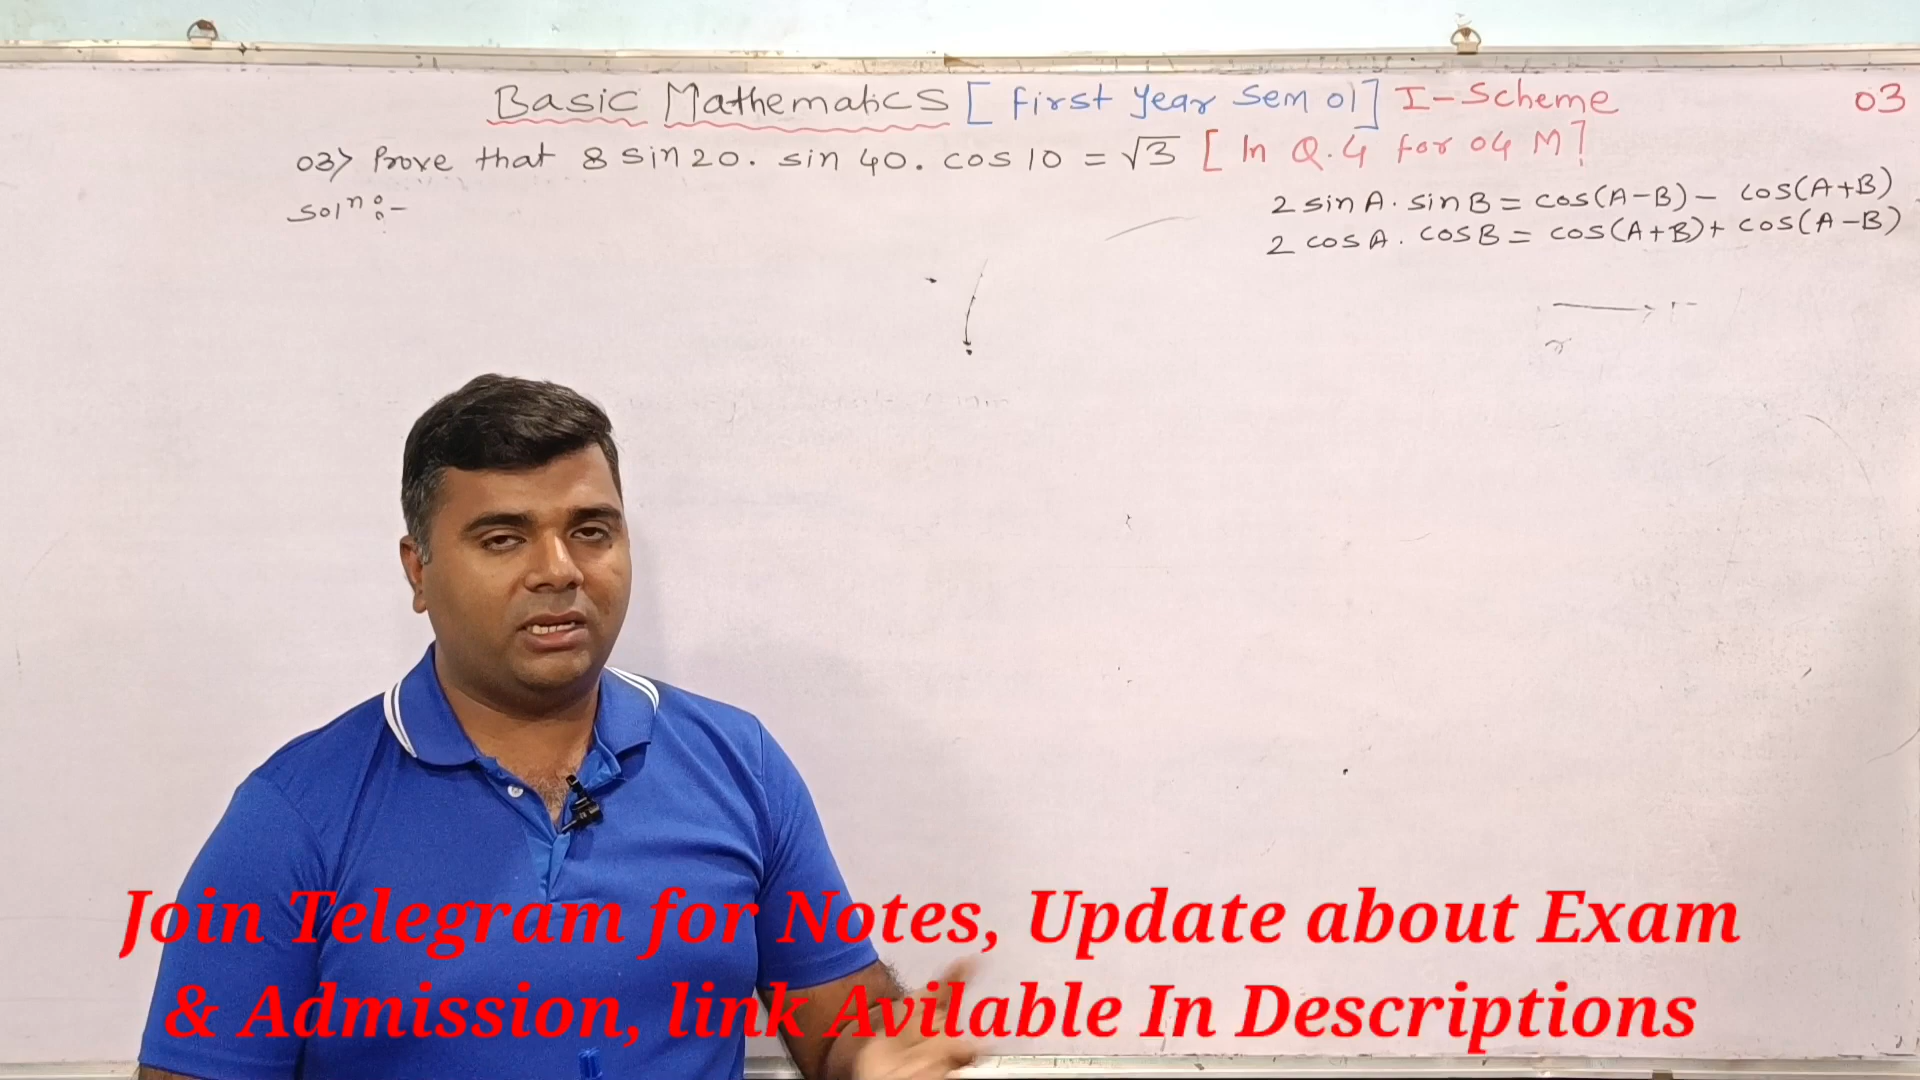 Basic Mathematics [ first Year Sem 01] I-Scheme
03
03> Prove that 8 sin 20. sin 40. cos 10 = √3 [ In Q.4 for 04 M]
Solⁿ:-
2 sin A. sin B = cos(A-B) - cos(A+B)
2 cos A. cos B = cos(A+B)+ cos(A-B)
Join Telegram for Notes, Update about Exam
& Admission, link Avilable In Descriptions